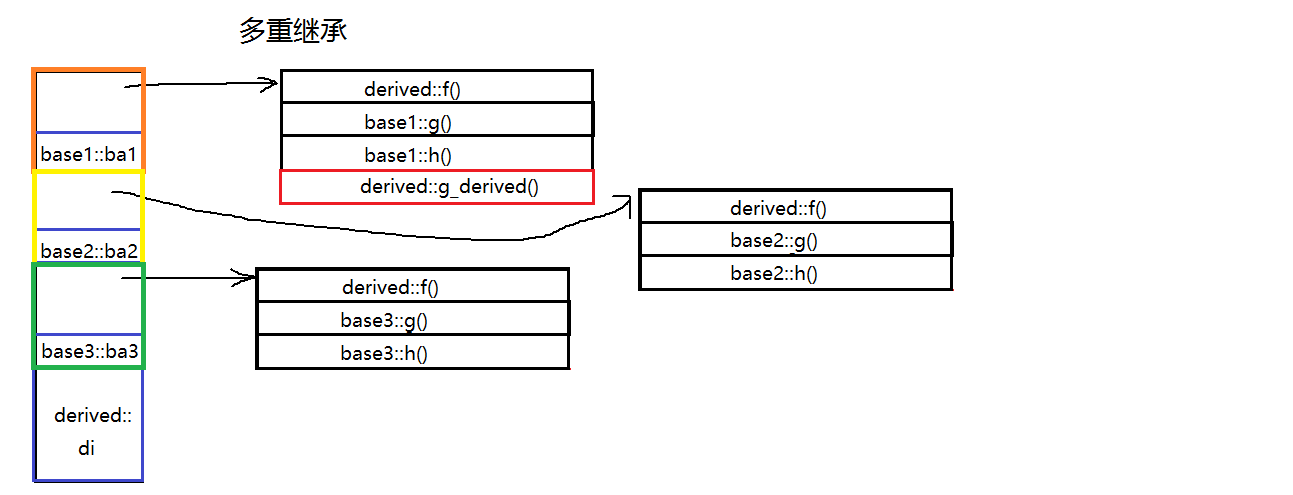 多重继承
base1::ba1
base2::ba2
base3::ba3
derived::
di
derived::f()
base1::g()
base1::h()
derived::g_derived()
derived::f()
base2::g()
base2::h()
derived::f()
base3::g()
base3::h()